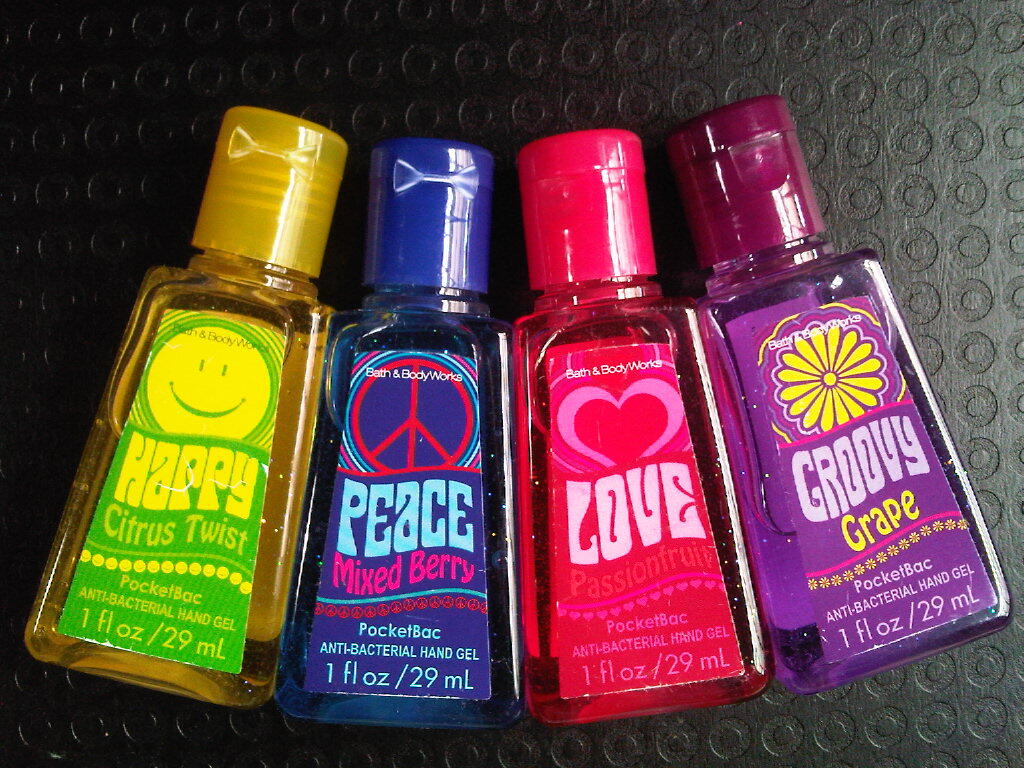 Bath & Body Works
HAPPY
Citrus Twist
PocketBac
ANTI-BACTERIAL HAND GEL
1 fl oz / 29 mL
Bath & Body Works
PEACE
Mixed Berry
PocketBac
ANTI-BACTERIAL HAND GEL
1 fl oz / 29 mL
Bath & Body Works
LOVE
Passionfruit
PocketBac
ANTI-BACTERIAL HAND GEL
1 fl oz / 29 mL
Bath & Body Works
GROOVY
Grape
PocketBac
ANTI-BACTERIAL HAND GEL
1 fl oz / 29 mL